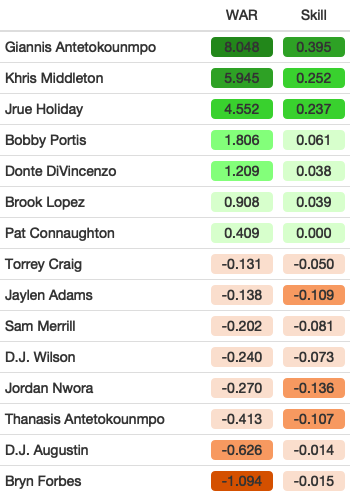 WAR Skill
Giannis Antetokounmpo 8.048 0.395
Khris Middleton 5.945 0.252
Jrue Holiday 4.552 0.237
Bobby Portis 1.806 0.061
Donte DiVincenzo 1.209 0.038
Brook Lopez 0.908 0.039
Pat Connaughton 0.409 0.000
Torrey Craig -0.131 -0.050
Jaylen Adams -0.138 -0.109
Sam Merrill -0.202 -0.081
D.J. Wilson -0.240 -0.073
Jordan Nwora -0.270 -0.136
Thanasis Antetokounmpo -0.413 -0.107
D.J. Augustin -0.626 -0.014
Bryn Forbes -1.094 -0.015